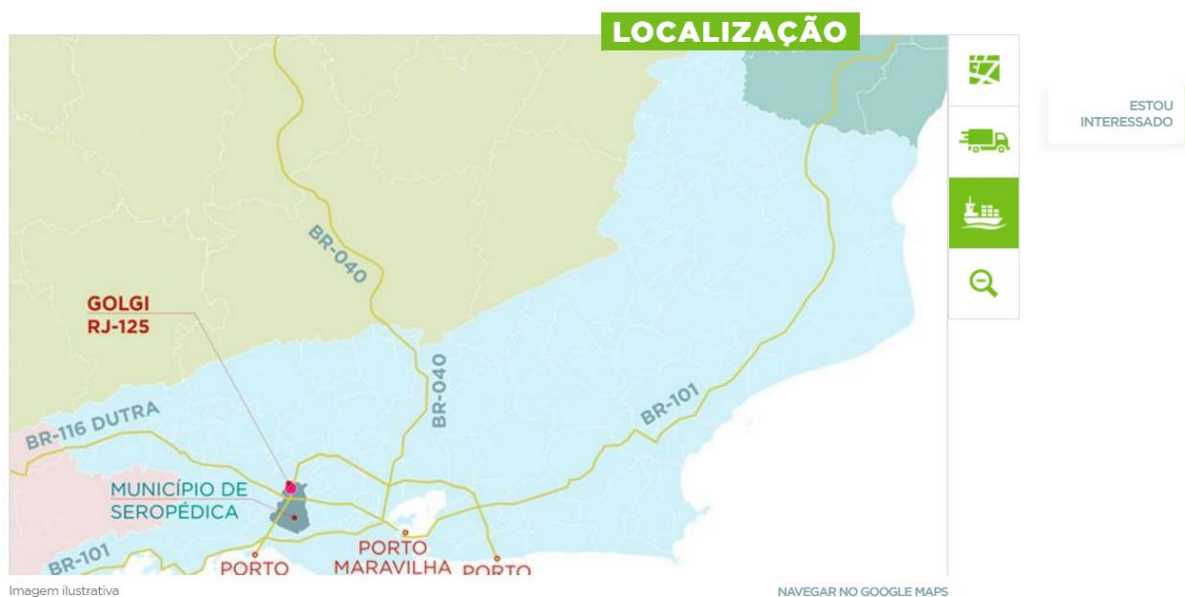 LOCALIZAÇÃO
ESTOU
INTERESSADO
BR-040
GOLGI
RJ-125
BR-040
BR-101
BR-116 DUTRA
MUNICÍPIO DE
SEROPÉDICA
BR-101
PORTO
PORTO
MARAVILHA
PORTO
Imagem ilustrativa
NAVEGAR NO GOOGLE MAPS